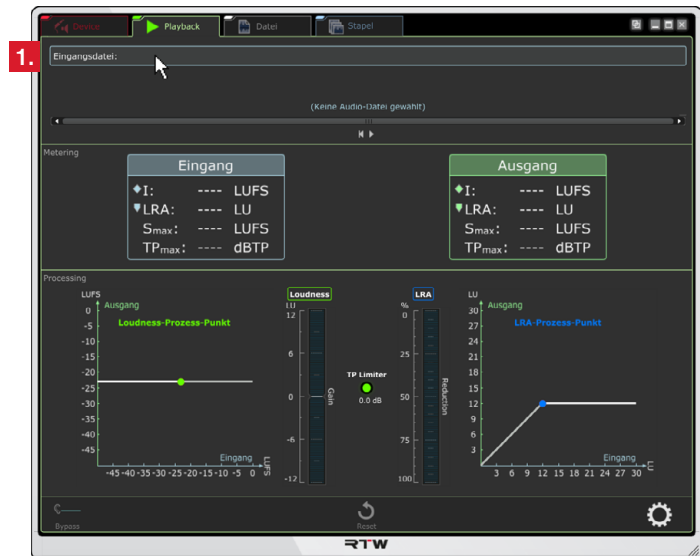 Device Playback Datei Stapel
1.
Eingangsdatei:
(Keine Audio-Datei gewählt)
Metering
Eingang
I: ---- LUFS
LRA: ---- LU
Smax: ---- LUFS
TPmax: ---- dBTP
Ausgang
I: ---- LUFS
LRA: ---- LU
Smax: ---- LUFS
TPmax: ---- dBTP
Processing
LUFS
Ausgang
Loudness-Prozess-Punkt
0
-5
-10
-15
-20
-25
-30
-35
-40
-45
Eingang
-45 -40 -35 -30 -25 -20 -15 -10 -5 0
LUFS
Loudness
LU
12
6
0
-6
-12
Gain
TP Limiter
0.0 dB
LRA
%
0
25
50
75
100
Reduction
LU
Ausgang
LRA-Prozess-Punkt
30
27
24
21
18
15
12
9
6
3
Eingang
3 6 9 12 15 18 21 24 27 30
LU
Bypass
Reset
RTW